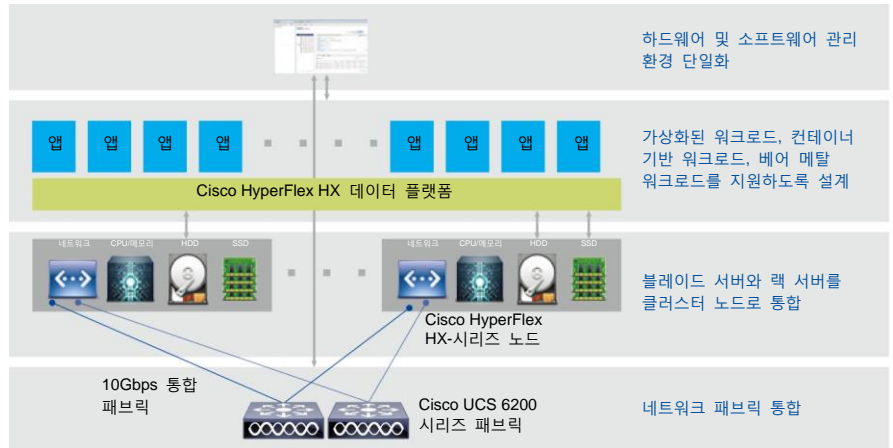 하드웨어 및 소프트웨어 관리
환경 단일화
앱 앱 앱 앱 앱 앱 앱 앱
가상화된 워크로드, 컨테이너
기반 워크로드, 베어 메탈
워크로드를 지원하도록 설계
Cisco HyperFlex HX 데이터 플랫폼
네트워크 CPU/메모리 HDD SSD
네트워크 CPU/메모리 HDD SSD
블레이드 서버와 랙 서버를
클러스터 노드로 통합
Cisco HyperFlex
HX-시리즈 노드
10Gbps 통합
패브릭
Cisco UCS 6200
시리즈 패브릭
네트워크 패브릭 통합